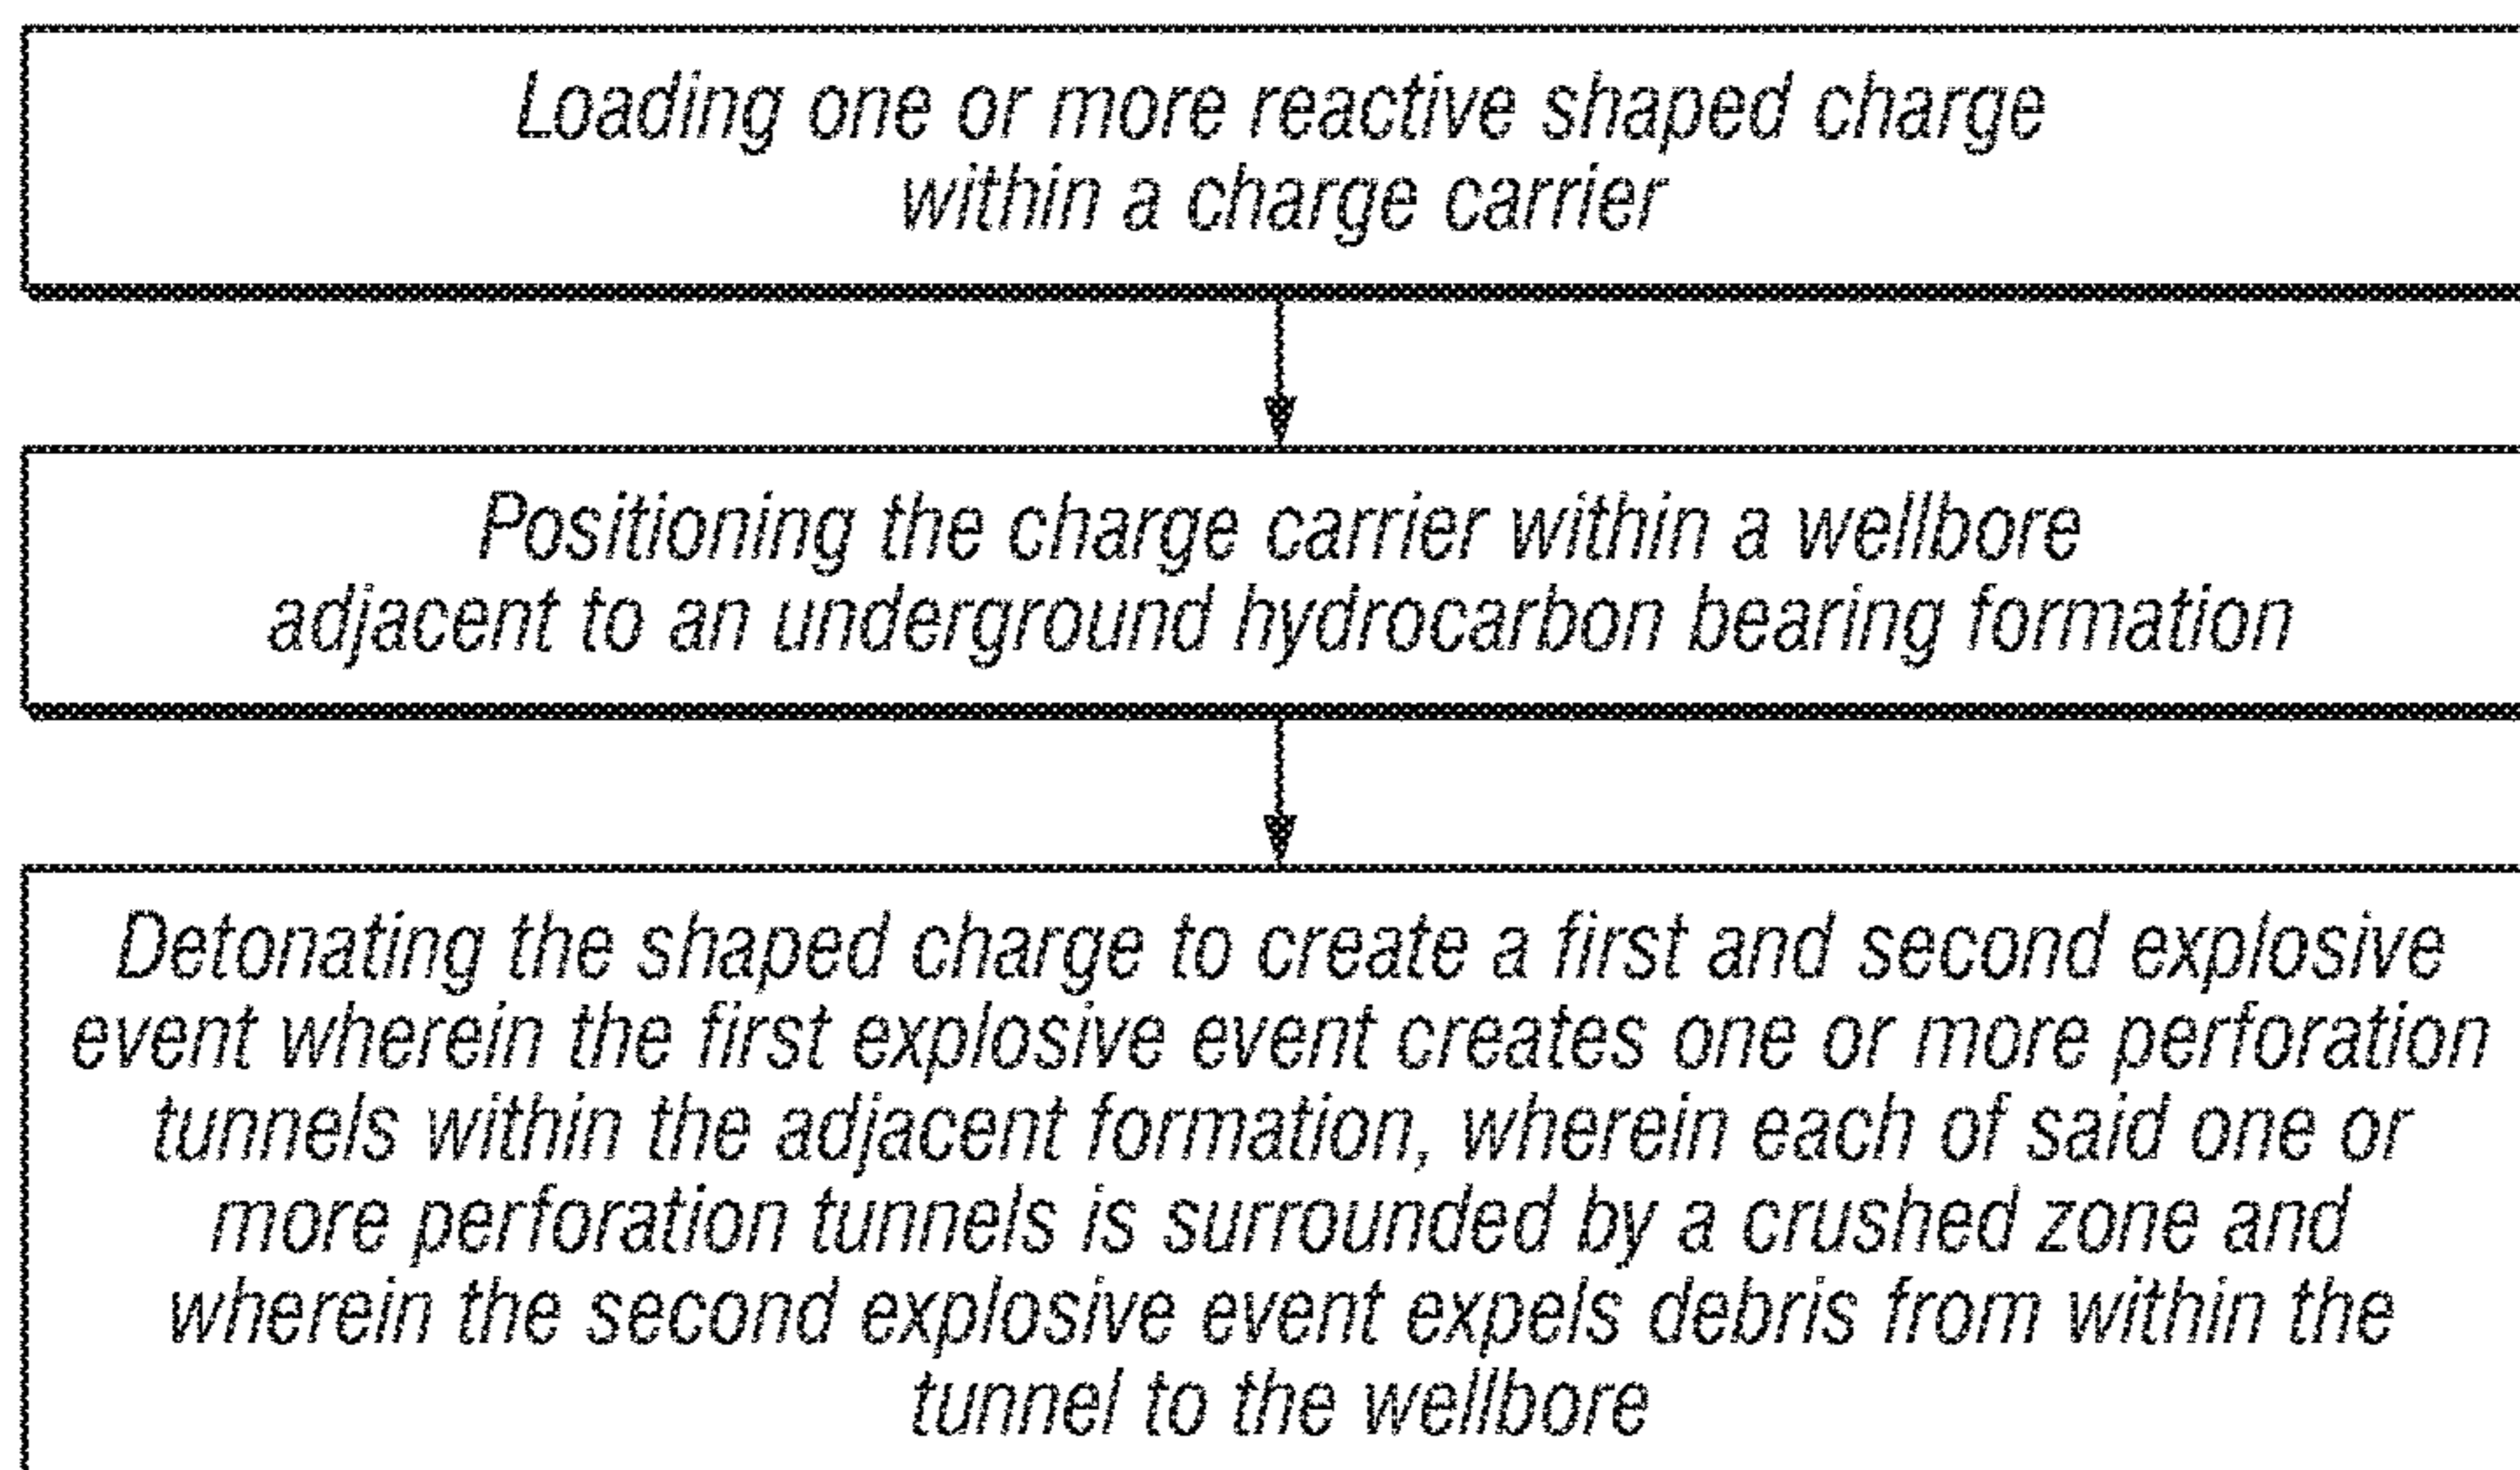 Loading one or more reactive shaped charge
within a charge carrier
Positioning the charge carrier within a wellbore
adjacent to an underground hydrocarbon bearing formation
Detonating the shaped charge to create a first and second explosive
event wherein the first explosive event creates one or more perforation
tunnels within the adjacent formation, wherein each of said one or
more perforation tunnels is surrounded by a crushed zone and
wherein the second explosive event expels debris from within the
tunnel to the wellbore